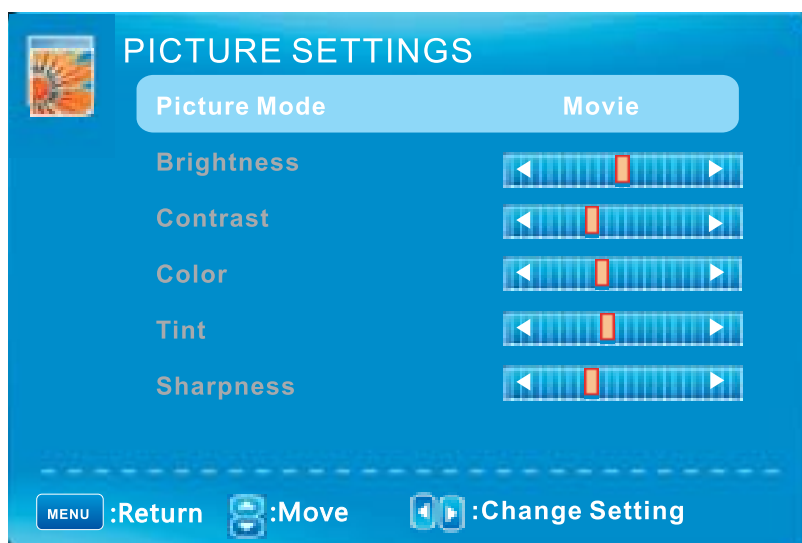 PICTURE SETTINGS
Picture Mode Movie
Brightness
Contrast
Color
Tint
Sharpness
MENU :Return :Move :Change Setting